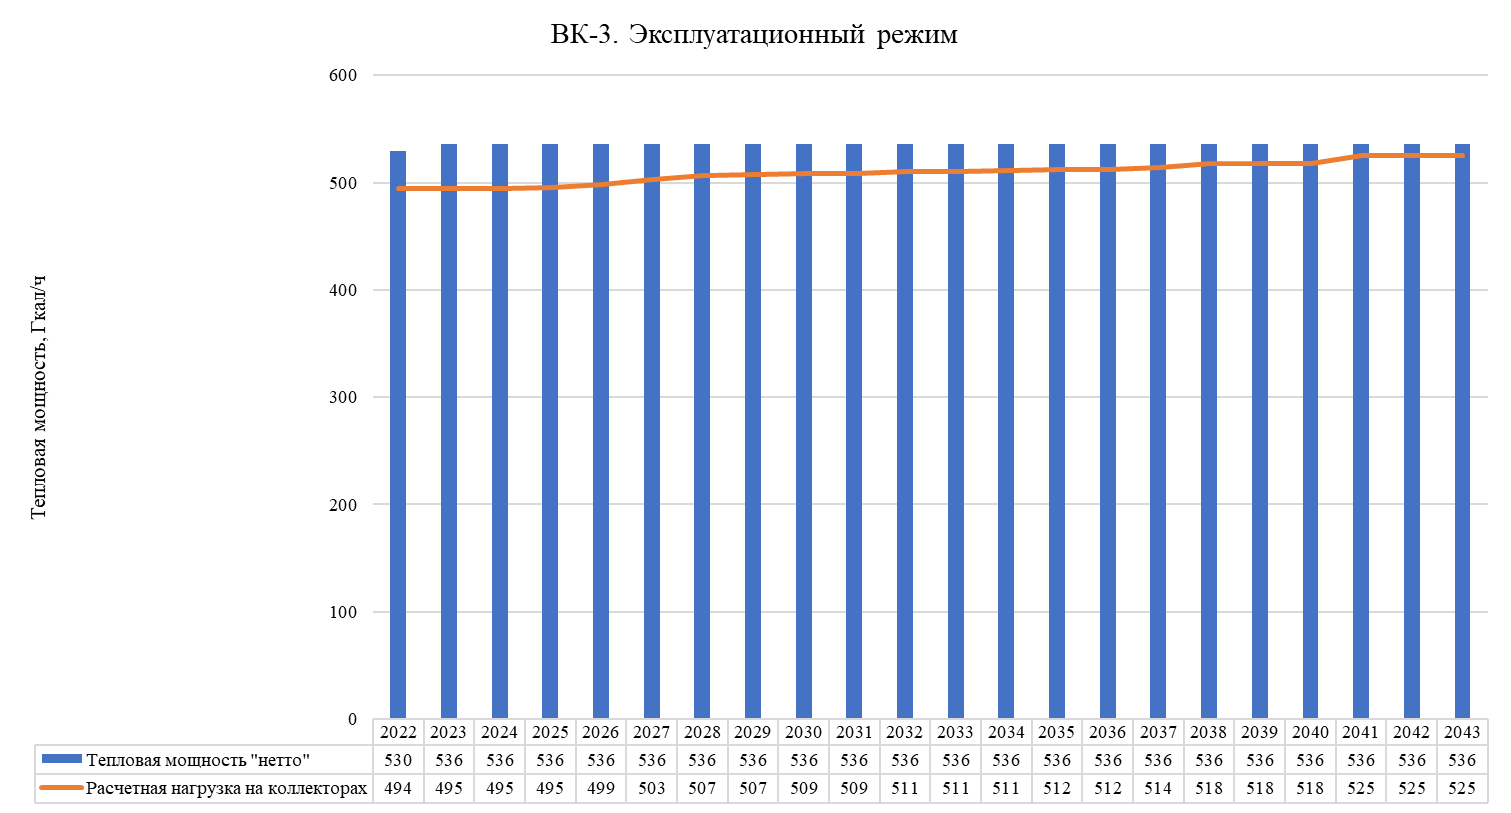 ВК-3. Эксплуатационный режим
Тепловая мощность, Гкал/ч
600
500
400
300
200
100
0
2022 2023 2024 2025 2026 2027 2028 2029 2030 2031 2032 2033 2034 2035 2036 2037 2038 2039 2040 2041 2042 2043
Тепловая мощность "нетто" 530 536 536 536 536 536 536 536 536 536 536 536 536 536 536 536 536 536 536 536 536 536
Расчетная нагрузка на коллекторах 494 495 495 495 499 503 507 507 509 509 511 511 511 512 512 514 518 518 518 525 525 525